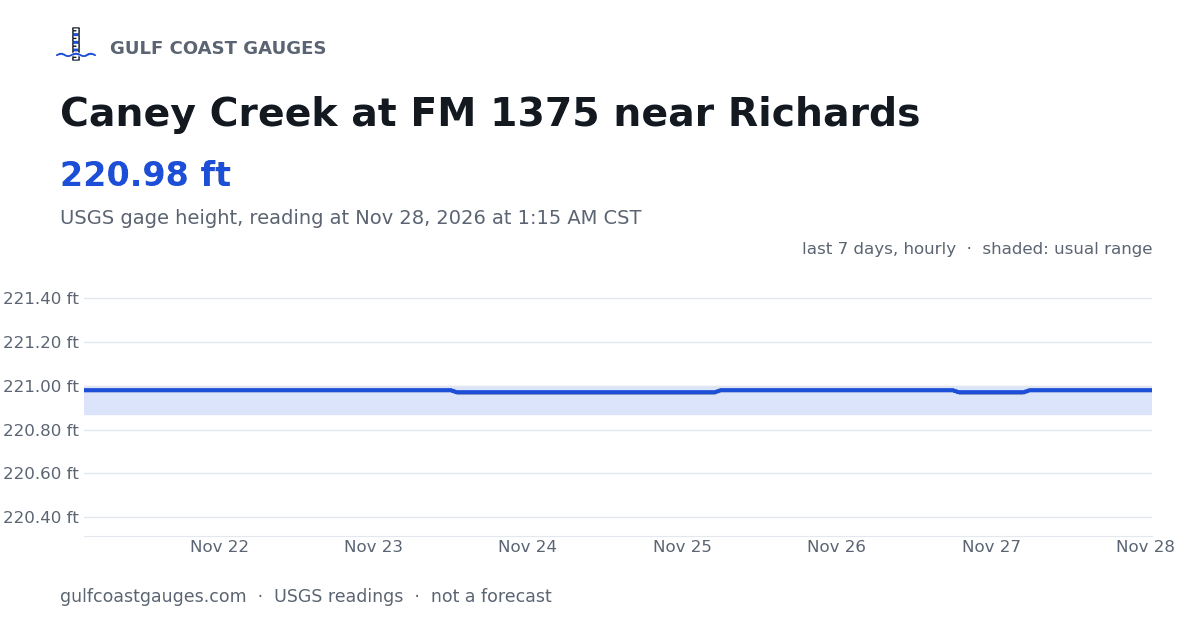 GULF COAST GAUGES
Caney Creek at FM 1375 near Richards
220.98 ft
USGS gage height, reading at Nov 28, 2026 at 1:15 AM CST
last 7 days, hourly · shaded: usual range
221.40 ft
221.20 ft
221.00 ft
220.80 ft
220.60 ft
220.40 ft
Nov 22 Nov 23 Nov 24 Nov 25 Nov 26 Nov 27 Nov 28
gulfcoastgauges.com · USGS readings · not a forecast